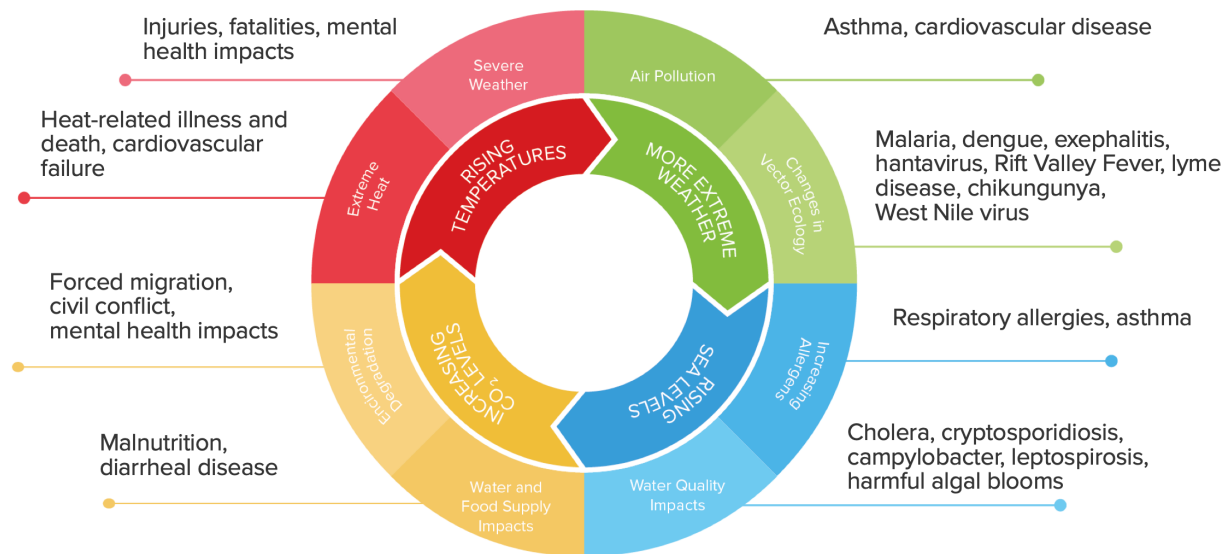 Injuries, fatalities, mental
health impacts
Severe
Weather
Air Pollution
Asthma, cardiovascular disease
Heat-related illness and
death, cardiovascular
failure
Extreme
Heat
RISING
TEMPERATURES
MORE EXTREME
WEATHER
Changes in
Vector Ecology
Malaria, dengue, exephalitis,
hantavirus, Rift Valley Fever, lyme
disease, chikungunya,
West Nile virus
Forced migration,
civil conflict,
mental health impacts
Encironmental
Degradation
INCREASING
CO₂ LEVELS
RISING
SEA LEVELS
Increasing
Allergens
Respiratory allergies, asthma
Malnutrition,
diarrheal disease
Water and
Food Supply
Impacts
Water Quality
Impacts
Cholera, cryptosporidiosis,
campylobacter, leptospirosis,
harmful algal blooms